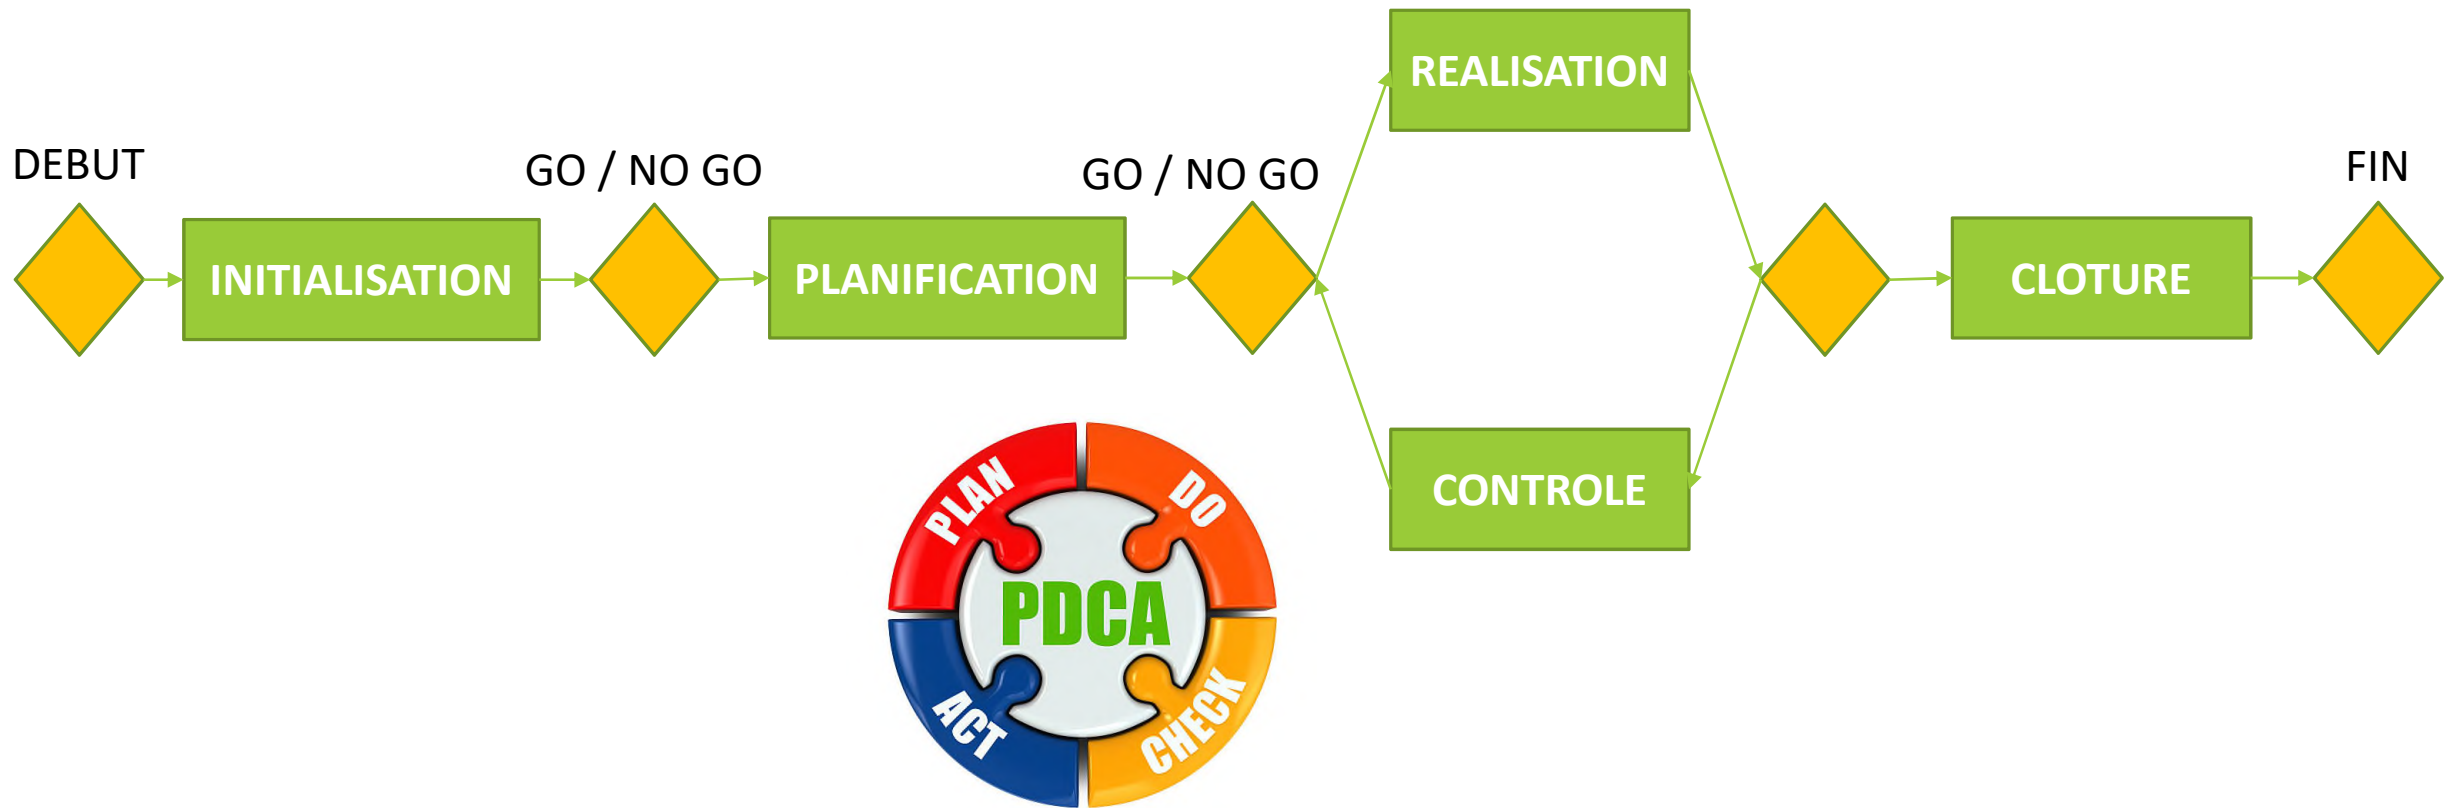 DEBUT
INITIALISATION
GO / NO GO
PLANIFICATION
GO / NO GO
REALISATION
CONTROLE
CLOTURE
FIN
PLAN
DO
PDCA
ACT
CHECK